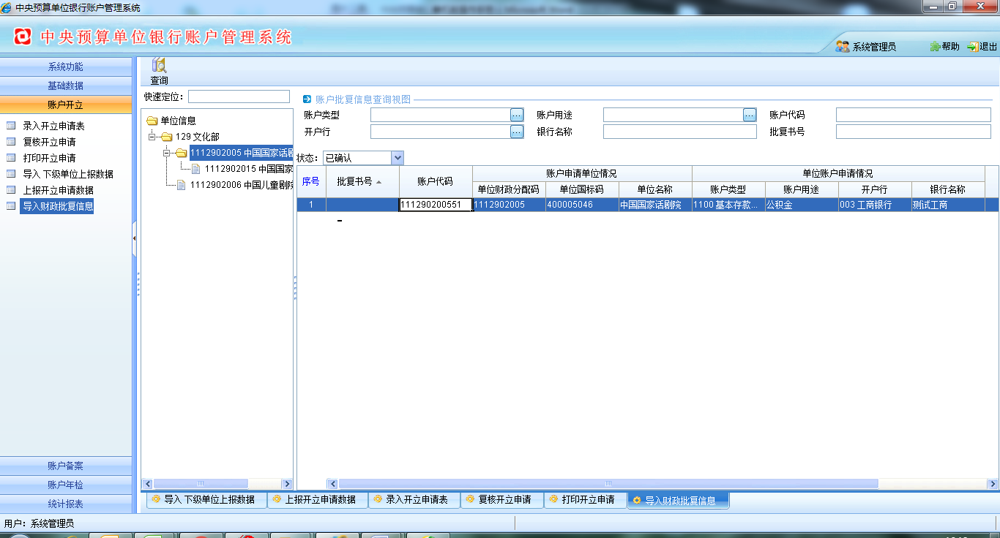 中央预算单位银行账户管理系统
中央预算单位银行账户管理系统
系统管理员 帮助 退出
系统功能
基础数据
账户开立
录入开立申请表
复核开立申请
打印开立申请
导入下级单位上报数据
上报开立申请数据
导入财政批复信息
账户备案
账户年检
统计报表
查询
快速定位：
单位信息
129 文化部
1112902005 中国国家话剧
1112902015 中国国家
1112902006 中国儿童剧院
账户批复信息查询视图
账户类型 账户用途 账户代码
开户行 银行名称 批复书号
状态： 已确认
序号 批复书号 账户代码 账户申请单位情况 单位账户申请情况
单位财政分配码 单位国标码 单位名称 账户类型 账户用途 开户行 银行名称
1 111290200551 1112902005 400005046 中国国家话剧院 1100 基本存款... 公积金 003 工商银行 测试工商
导入下级单位上报数据 上报开立申请数据 录入开立申请表 复核开立申请 打印开立申请 导入财政批复信息
用户：系统管理员